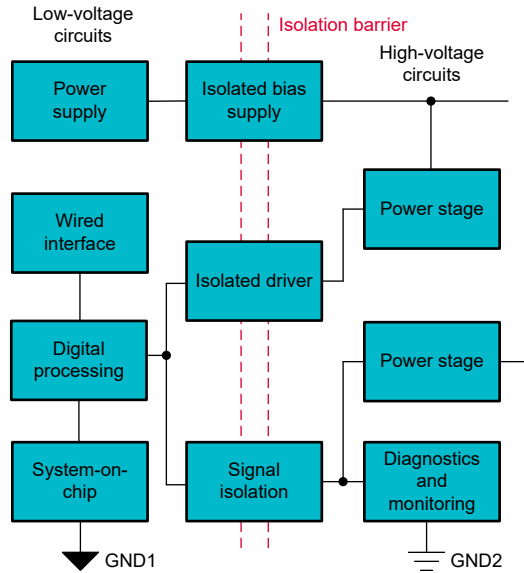 Low-voltage
circuits
Isolation barrier
High-voltage
circuits
Power
supply
Isolated bias
supply
Power stage
Wired
interface
Isolated driver
Digital
processing
Power stage
System-on-
chip
Signal
isolation
Diagnostics
and
monitoring
GND1
GND2